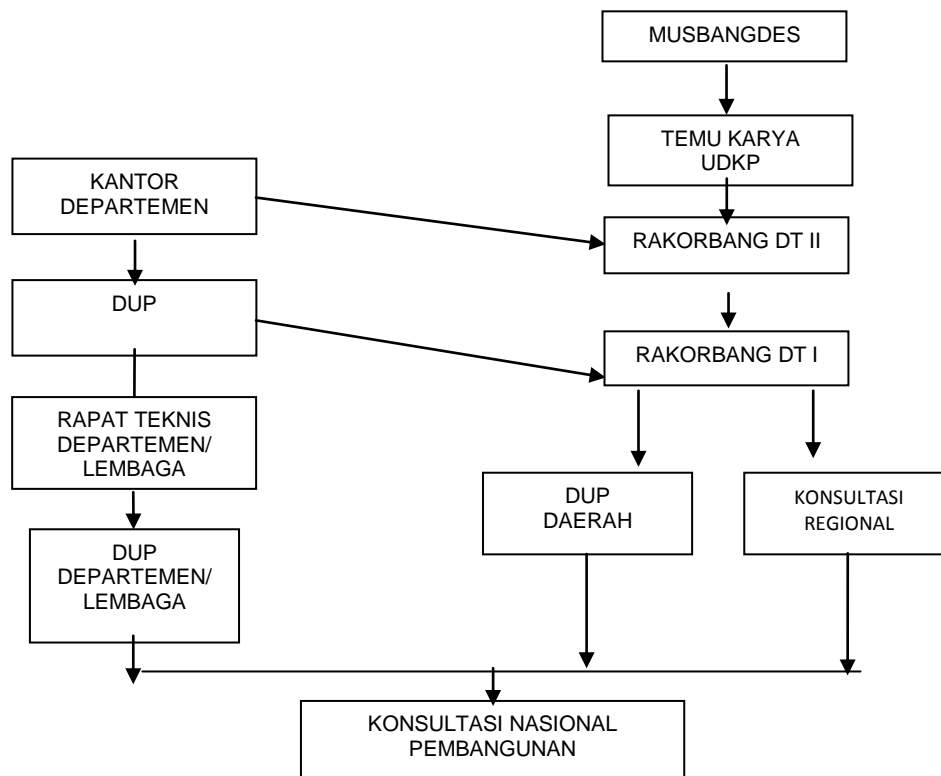 MUSBANGDES
TEMU KARYA
UDKP
KANTOR
DEPARTEMEN
RAKORBANG DT II
DUP
RAKORBANG DT I
RAPAT TEKNIS
DEPARTEMEN/
LEMBAGA
DUP
DAERAH
KONSULTASI
REGIONAL
DUP
DEPARTEMEN/
LEMBAGA
KONSULTASI NASIONAL
PEMBANGUNAN